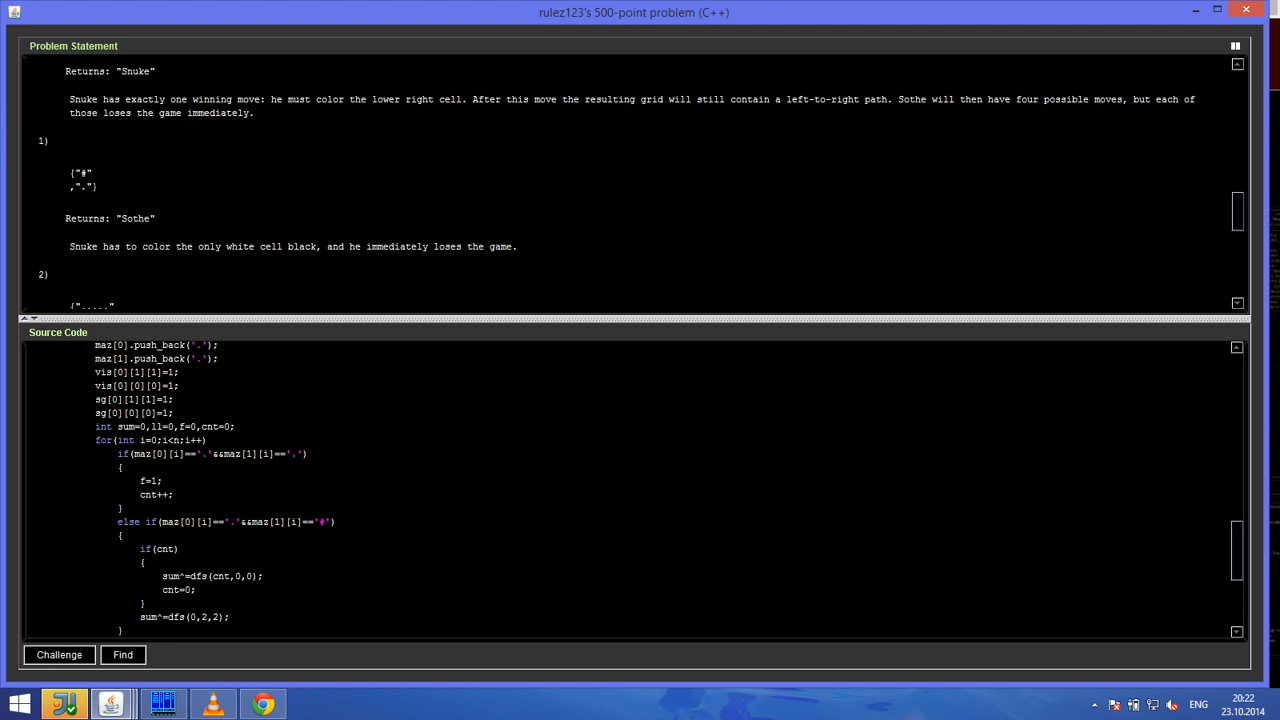 rulez123's 500-point problem (C++)
Problem Statement
Returns: "Snuke"
Snuke has exactly one winning move: he must color the lower right cell. After this move the resulting grid will still contain a left-to-right path. Sothe will then have four possible moves, but each of
those loses the game immediately.
1)
{"#"
,"."}
Returns: "Sothe"
Snuke has to color the only white cell black, and he immediately loses the game.
2)
{"....."
Source Code
maz[0].push_back('.');
maz[1].push_back('.');
vis[0][1][1]=1;
vis[0][0][0]=1;
sg[0][1][1]=1;
sg[0][0][0]=1;
int sum=0,ll=0,f=0,cnt=0;
for(int i=0;i<n;i++)
if(maz[0][i]=='.'&&maz[1][i]=='.')
{
f=1;
cnt++;
}
else if(maz[0][i]=='.'&&maz[1][i]=='#')
{
if(cnt)
{
sum^=dfs(cnt,0,0);
cnt=0;
}
sum^=dfs(0,2,2);
}
Challenge
Find
ENG
20:22
23.10.2014